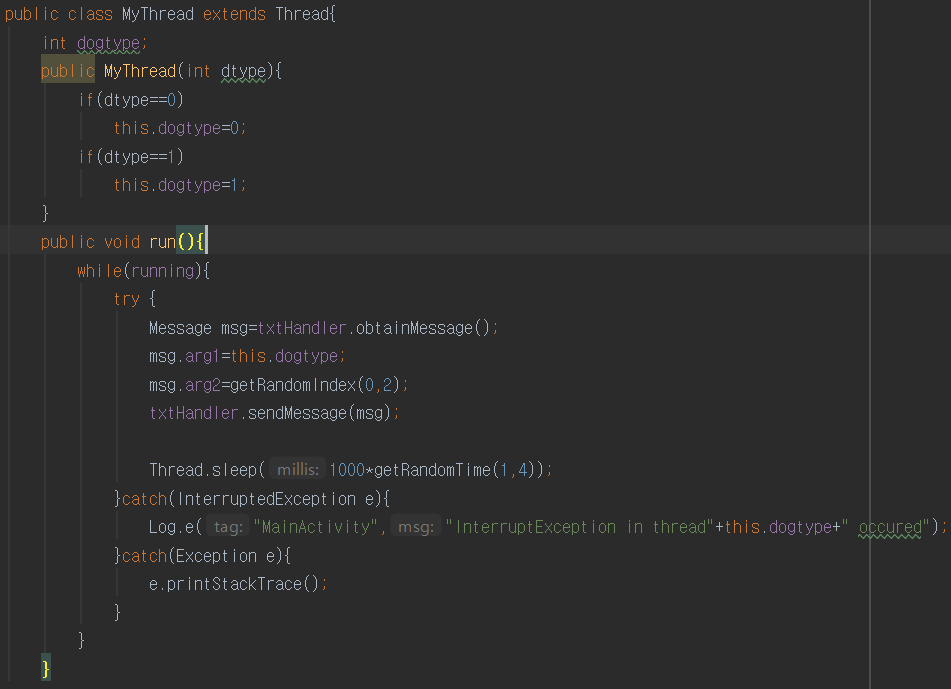 public class MyThread extends Thread{
int dogtype;
public MyThread(int dtype){
if(dtype==0)
this.dogtype=0;
if(dtype==1)
this.dogtype=1;
}
public void run(){
while(running){
try {
Message msg=txtHandler.obtainMessage();
msg.arg1=this.dogtype;
msg.arg2=getRandomIndex(0,2);
txtHandler.sendMessage(msg);
Thread.sleep( millis: 1000*getRandomTime(1,4));
}catch(InterruptedException e){
Log.e( tag: "MainActivity", msg: "InterruptException in thread"+this.dogtype+" occured");
}catch(Exception e){
e.printStackTrace();
}
}
}